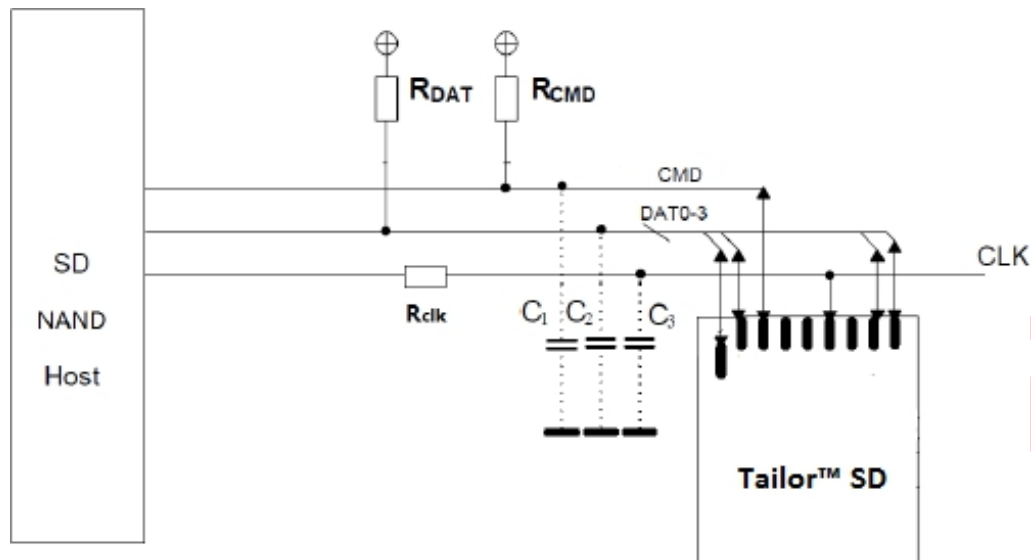 RDAT
RCMD
CMD
DAT0-3
CLK
SD
NAND
Host
Rclk
C1
C2
C3
Tailor™ SD